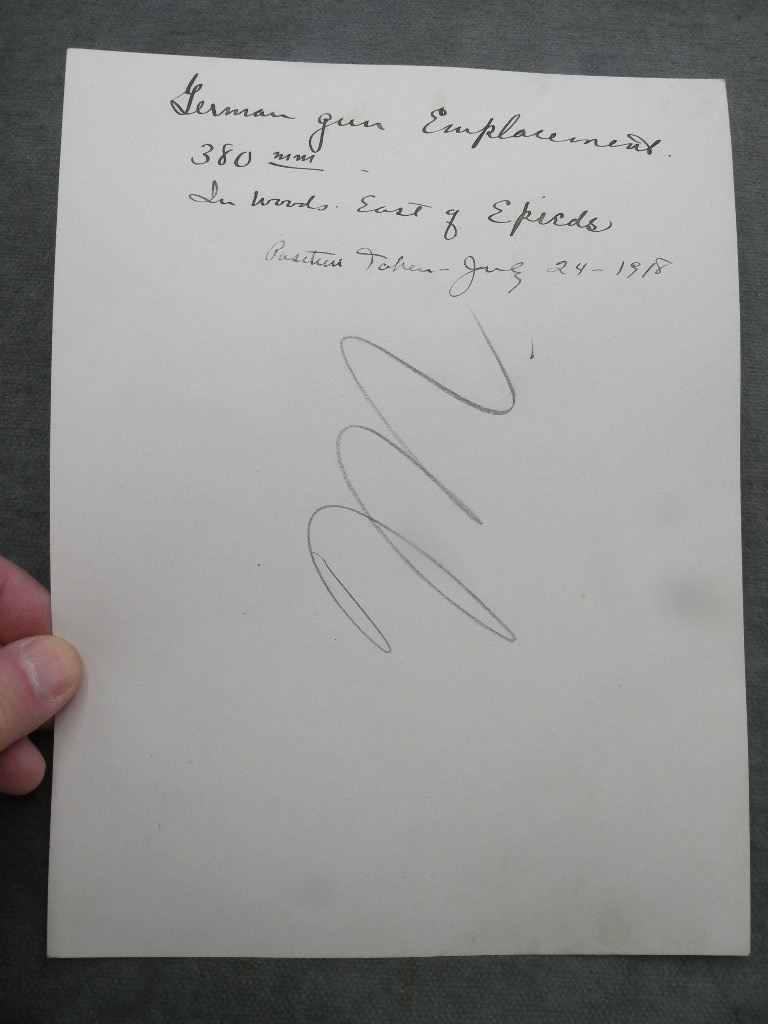 German gun Emplacement.
380 mm -
In Woods. East of Epieds
Position Taken - July 24 - 1918